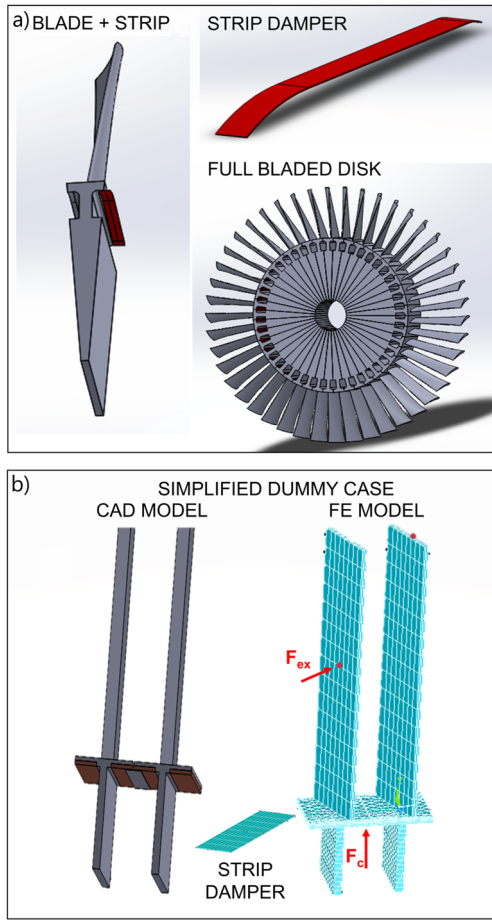 a) BLADE + STRIP
STRIP DAMPER
FULL BLADED DISK
b)
SIMPLIFIED DUMMY CASE
CAD MODEL
FE MODEL
Fex
Fc
STRIP
DAMPER